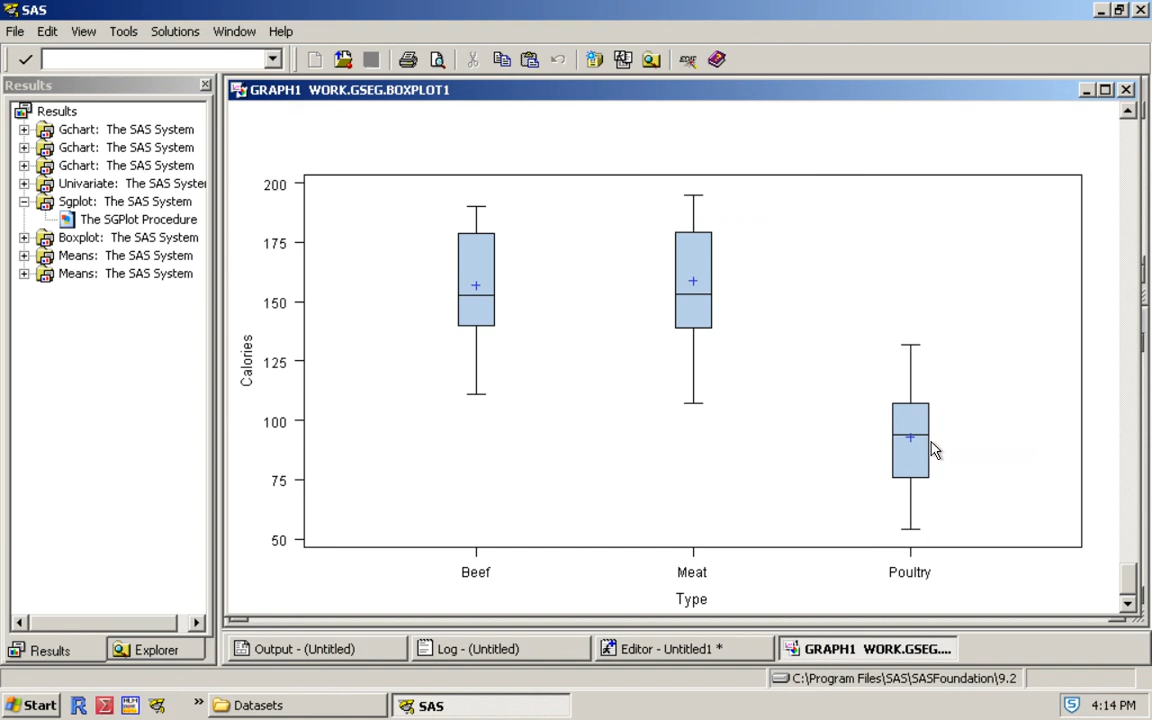 SAS
File Edit View Tools Solutions Window Help
Results
GRAPH1 WORK.GSEG.BOXPLOT1
Results
Gchart: The SAS System
Gchart: The SAS System
Gchart: The SAS System
Univariate: The SAS Syste
Sgplot: The SAS System
The SGPlot Procedure
Boxplot: The SAS System
Means: The SAS System
Means: The SAS System
200
175
150
125
100
75
50
Calories
Beef Meat Poultry
Type
Results Explorer
Output - (Untitled) Log - (Untitled) Editor - Untitled1 * GRAPH1 WORK.GSEG....
C:\Program Files\SAS\SASFoundation\9.2
Start R Σ HLM » Datasets SAS 4:14 PM